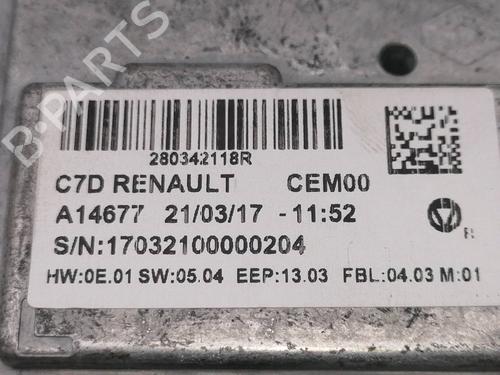 B-PARTS
280342118R
C7D RENAULT CEM00
A14677 21/03/17 -11:52
S/N:17032100000204
HW:0E.01 SW:05.04 EEP:13.03 FBL:04.03 M:01